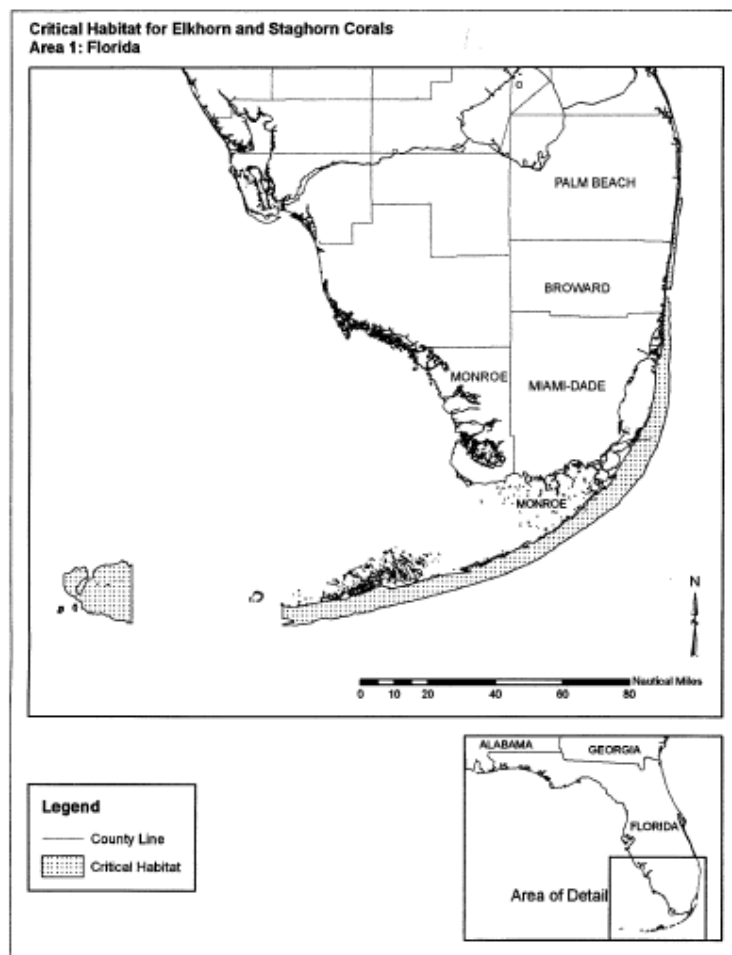 Critical Habitat for Elkhorn and Staghorn Corals
Area 1: Florida
PALM BEACH
BROWARD
MONROE
MIAMI-DADE
MONROE
N
Nautical Miles
0 5 10 20 40 60 80
ALABAMA
GEORGIA
FLORIDA
Area of Detail
Legend
County Line
Critical Habitat